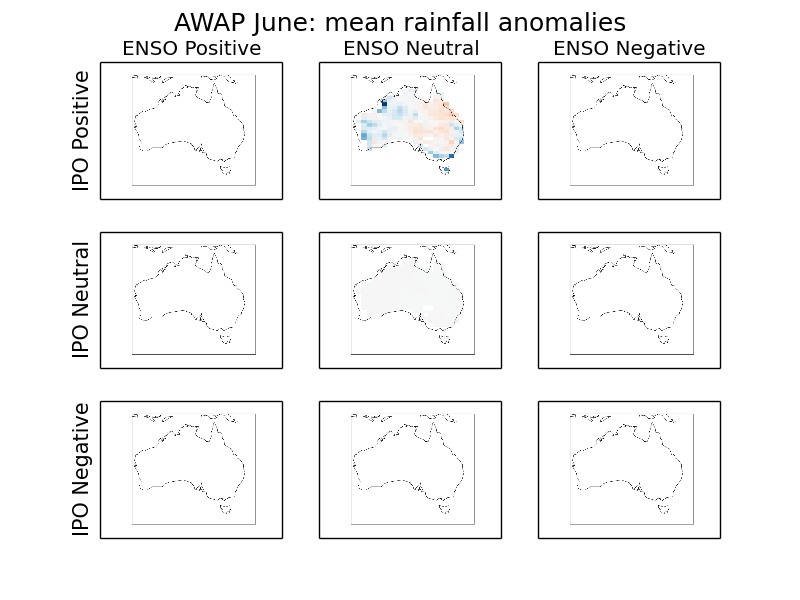 AWAP June: mean rainfall anomalies
ENSO Positive
ENSO Neutral
ENSO Negative
IPO Positive
IPO Neutral
IPO Negative